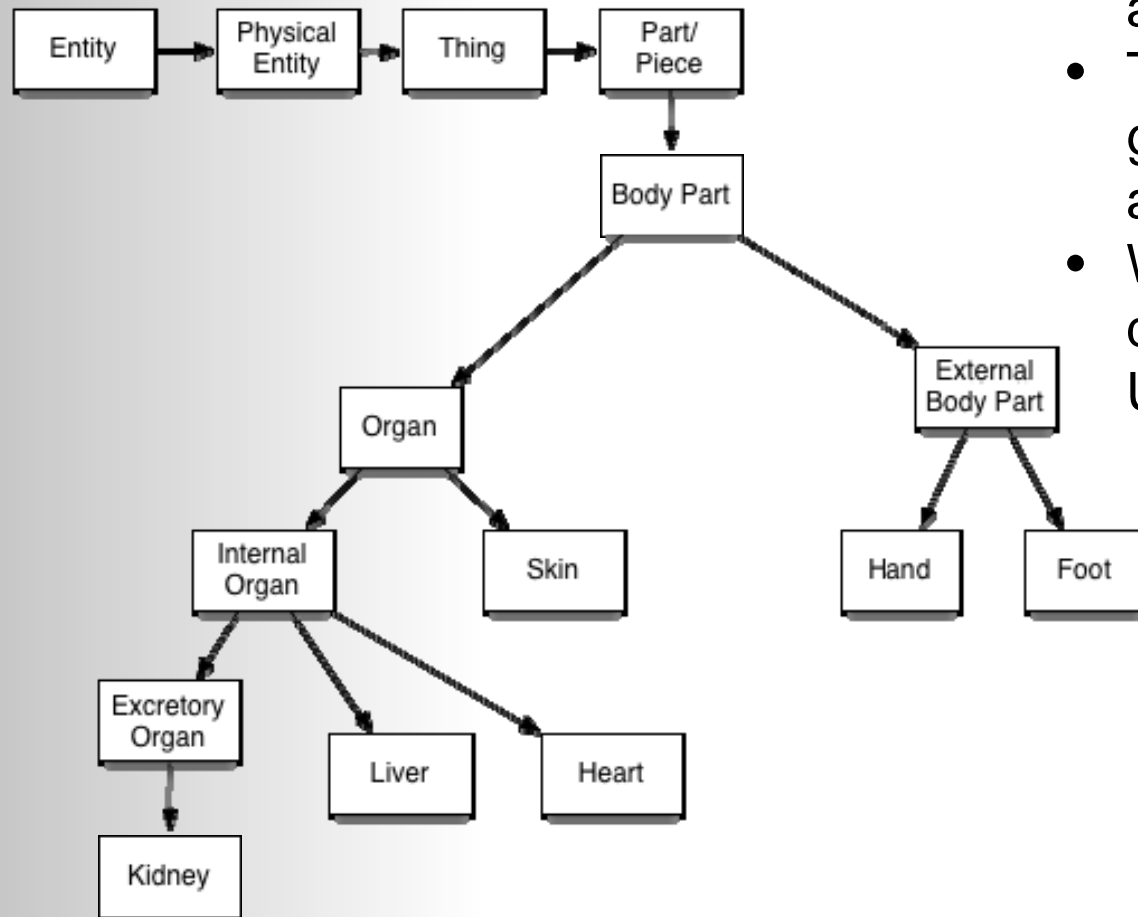 Entity
Physical
Entity
Thing
Part/
Piece
Body Part
Organ
External
Body Part
Internal
Organ
Skin
Hand
Foot
Excretory
Organ
Liver
Heart
Kidney